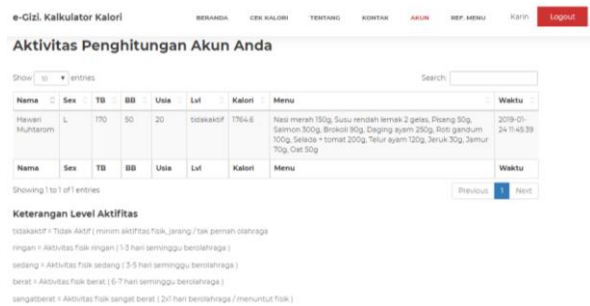 e-Gizi. Kalkulator Kalori BERANDA CEK KALORI TENTANG KONTAK AKUN REF. MENU Karin Logout
Aktivitas Penghitungan Akun Anda
Show 10 entries Search:
Nama Sex TB BB Usia Lvl Kalori Menu Waktu
Hawari L 170 50 20 tidakaktif 1764.6 Nasi merah 150g, Susu rendah lemak 2 gelas, Pisang 50g, 2019-01-
Muhtarom Salmon 300g, Brokoli 90g, Daging ayam 250g, Roti gandum 24 11:45:39
100g, Selada + tomat 200g, Telur ayam 120g, Jeruk 30g, Jamur
70g, Oat 50g
Nama Sex TB BB Usia Lvl Kalori Menu Waktu
Showing 1 to 1 of 1 entries Previous 1 Next
Keterangan Level Aktifitas
tidakaktif = Tidak Aktif ( minim aktifitas fisik, jarang / tak pernah olahraga
ringan = Aktivitas fisik ringan ( 1-3 hari seminggu berolahraga )
sedang = Aktivitas fisik sedang ( 3-5 hari seminggu berolahraga )
berat = Aktivitas fisik berat ( 6-7 hari seminggu berolahraga )
sangatberat = Aktivitas fisik sangat berat ( 2x1 hari berolahraga / menuntut fisik )